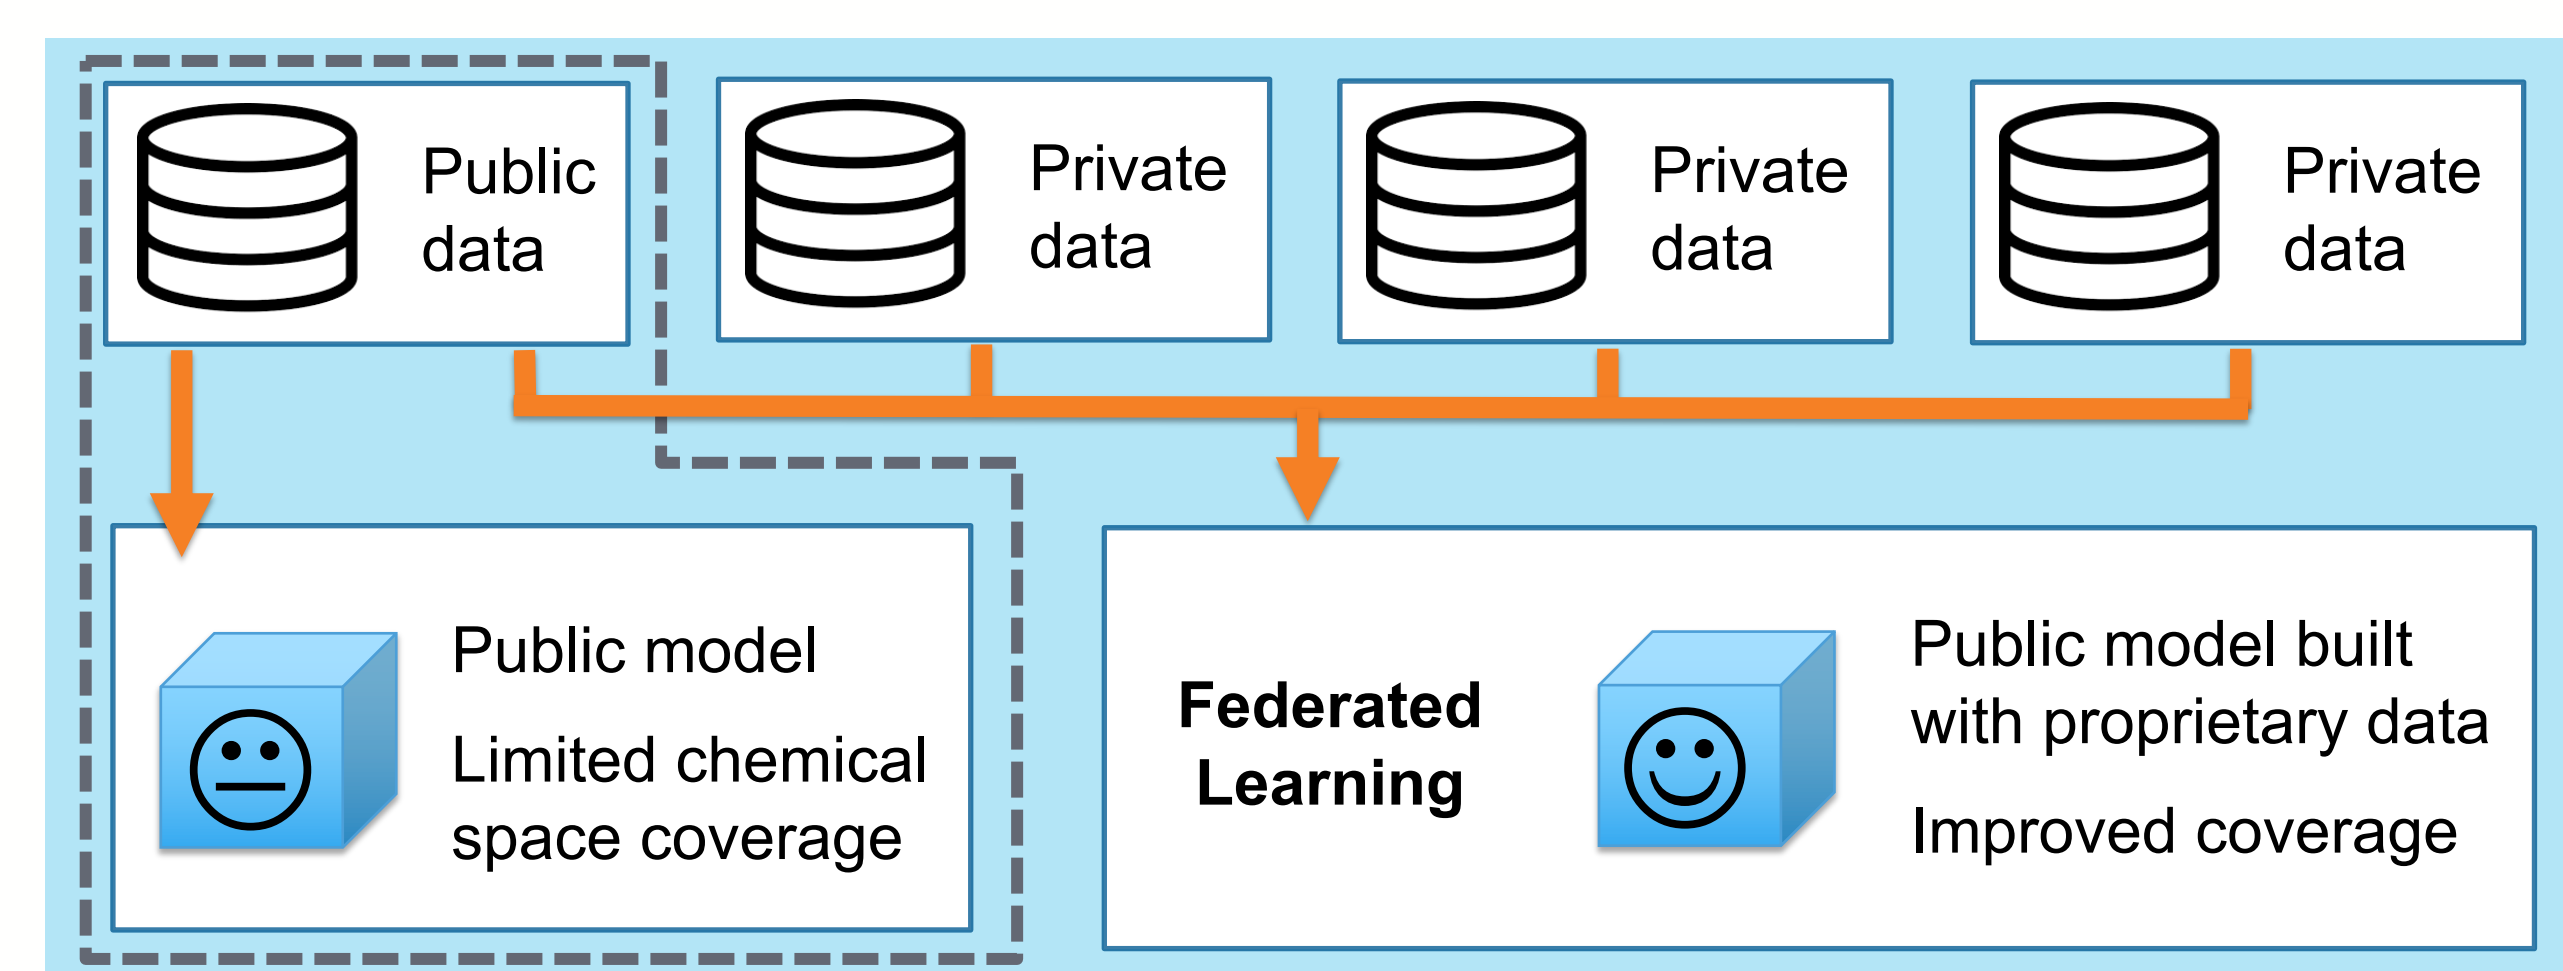 Public
data
Private
data
Private
data
Private
data
Public model
Limited chemical
space coverage
Federated
Learning
Public model built
with proprietary data
Improved coverage